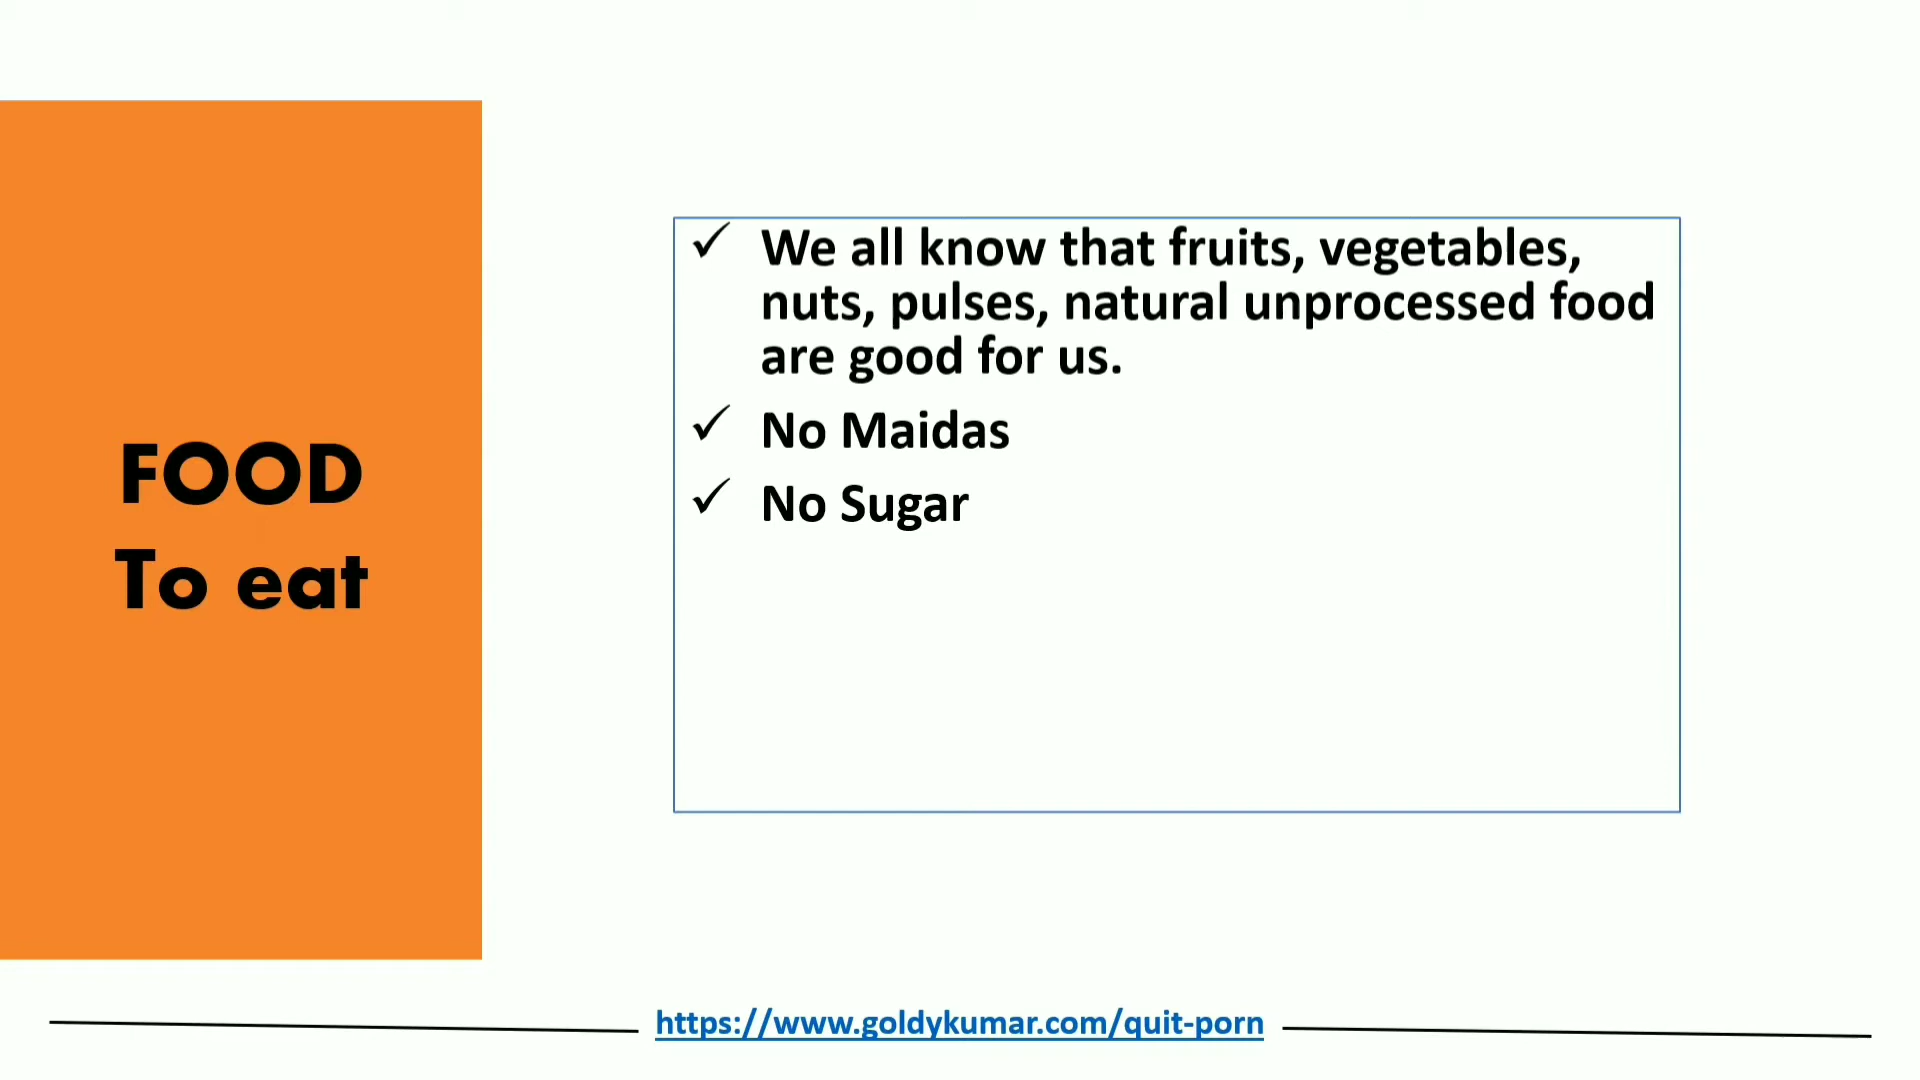 FOOD
To eat
We all know that fruits, vegetables,
nuts, pulses, natural unprocessed food
are good for us.
No Maidas
No Sugar
https://www.goldykumar.com/quit-porn